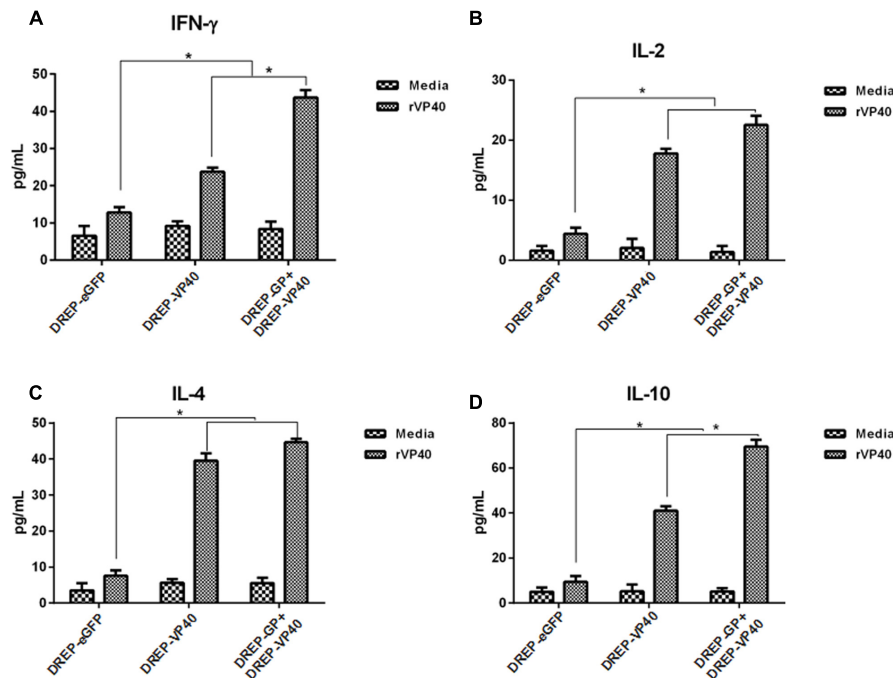 A
IFN-γ
*
*
50
40
30
20
10
0
pg/mL
Media
rVP40
DREP-eGFP
DREP-VP40
DREP-GP+
DREP-VP40
B
IL-2
*
30
20
10
0
pg/mL
Media
rVP40
DREP-eGFP
DREP-VP40
DREP-GP+
DREP-VP40
C
IL-4
*
50
40
30
20
10
0
pg/mL
Media
rVP40
DREP-eGFP
DREP-VP40
DREP-GP+
DREP-VP40
D
IL-10
*
*
80
60
40
20
0
pg/mL
Media
rVP40
DREP-eGFP
DREP-VP40
DREP-GP+
DREP-VP40